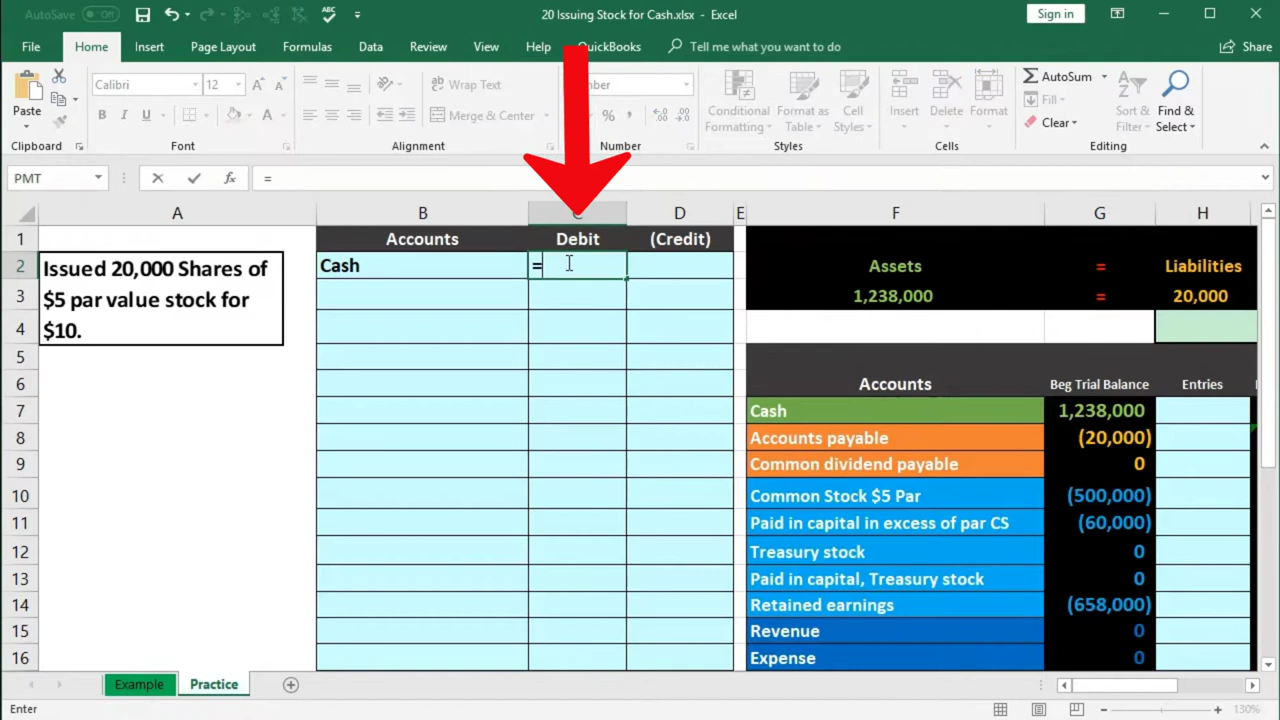 AutoSave Off 20 Issuing Stock for Cash.xlsx - Excel Sign in
File Home Insert Page Layout Formulas Data Review View Help QuickBooks Tell me what you want to do Share
Calibri 12 Wrap Text AutoSum
Paste Merge & Center Conditional Formatting Format as Table Cell Styles Insert Delete Format Fill Clear Sort & Filter Find & Select
Clipboard Font Alignment Number Styles Cells Editing
PMT =
A B C D E F G H
1 Accounts Debit (Credit)
2 Issued 20,000 Shares of Cash = Assets = Liabilities
3 $5 par value stock for 1,238,000 = 20,000
4 $10.
5
6 Accounts Beg Trial Balance Entries
7 Cash 1,238,000
8 Accounts payable (20,000)
9 Common dividend payable 0
10 Common Stock $5 Par (500,000)
11 Paid in capital in excess of par CS (60,000)
12 Treasury stock 0
13 Paid in capital, Treasury stock 0
14 Retained earnings (658,000)
15 Revenue 0
16 Expense 0
Example Practice
Enter 130%